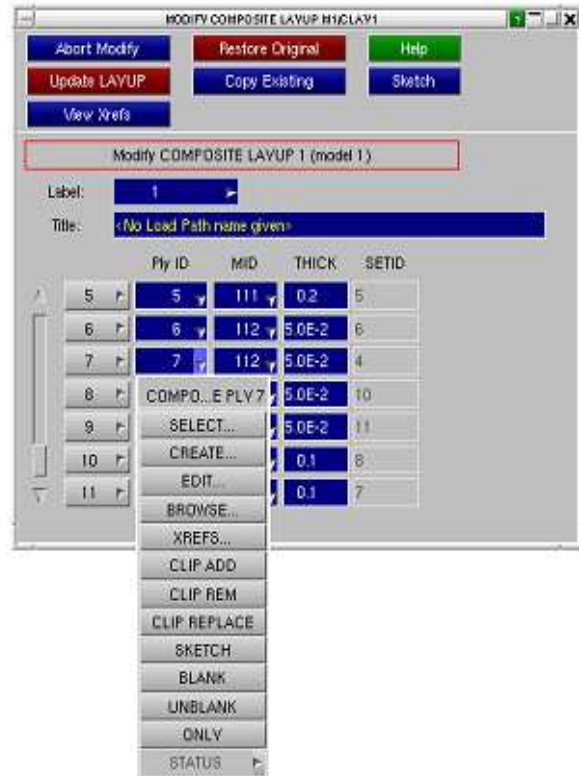 MODIFY COMPOSITE LAYUP M1/CLAY1
Abort Modify Restore Original Help
Update LAYUP Copy Existing Sketch
View Xrefs
Modify COMPOSITE LAYUP 1 (model 1)
Label: 1
Title: <No Load Path name given>
Ply ID MID THICK SETID
5 5 111 0.2 5
6 6 112 5.0E-2 6
7 7 112 5.0E-2 4
8 5.0E-2 10
9 5.0E-2 11
10 0.1 8
11 0.1 7
COMPO...E PLY 7
SELECT...
CREATE...
EDIT...
BROWSE...
XREFS...
CLIP ADD
CLIP REM
CLIP REPLACE
SKETCH
BLANK
UNBLANK
ONLY
STATUS